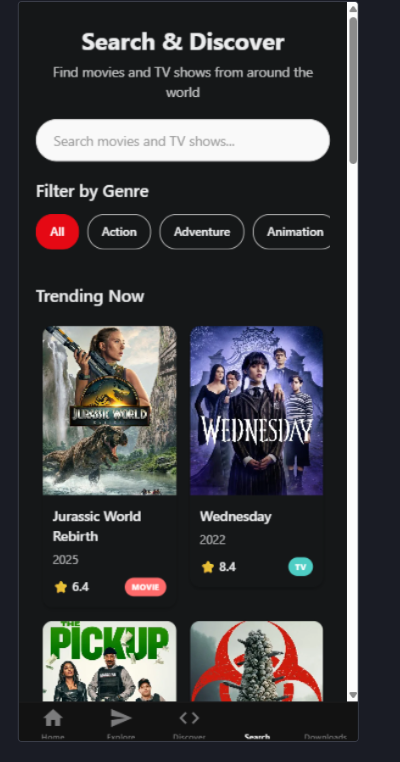 Search & Discover
Find movies and TV shows from around the
world
Search movies and TV shows...
Filter by Genre
All
Action
Adventure
Animation
Trending Now
JURASSIC WORLD
WEDNESDAY
Jurassic World
Rebirth
2025
6.4
MOVIE
Wednesday
2022
8.4
TV
THE
PICKUP
Home
Explore
Discover
Search
Downloads